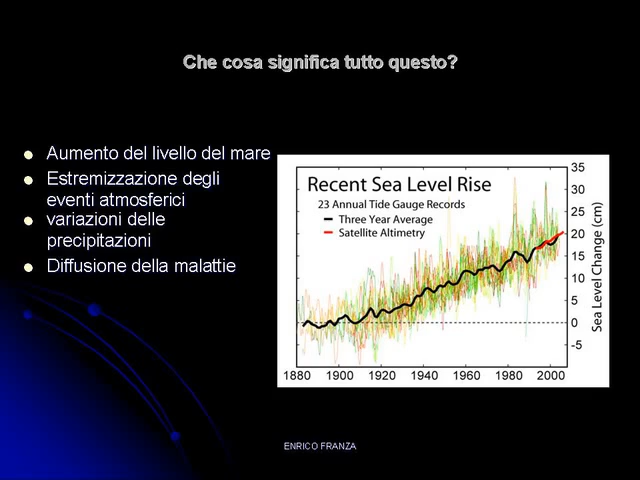 Che cosa significa tutto questo?
Aumento del livello del mare
Estremizzazione degli
eventi atmosferici
variazioni delle
precipitazioni
Diffusione della malattie
Recent Sea Level Rise
23 Annual Tide Gauge Records
Three Year Average
Satellite Altimetry
35
30
25
20
15
10
5
0
-5
Sea Level Change (cm)
1880 1900 1920 1940 1960 1980 2000
ENRICO FRANZA